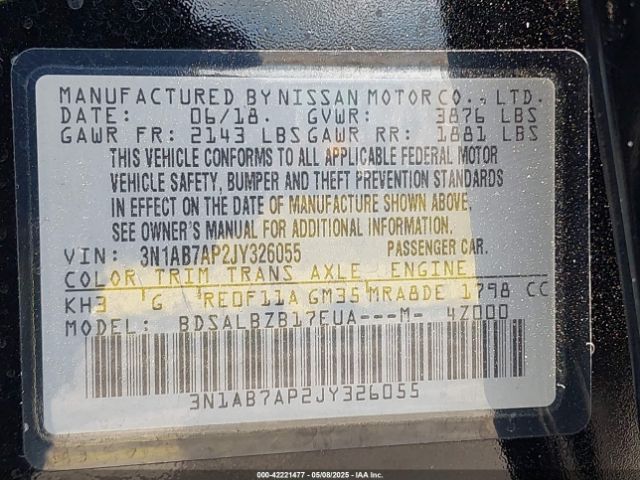 MANUFACTURED BY NISSAN MOTOR CO., LTD.
DATE: 06/18. GVWR: 3876 LBS
GAWR FR: 2143 LBS GAWR RR: 1881 LBS
THIS VEHICLE CONFORMS TO ALL APPLICABLE FEDERAL MOTOR
VEHICLE SAFETY, BUMPER AND THEFT PREVENTION STANDARDS
IN EFFECT ON THE DATE OF MANUFACTURE SHOWN ABOVE.
SEE OWNER'S MANUAL FOR ADDITIONAL INFORMATION.
VIN: 3N1AB7AP2JY326055 PASSENGER CAR.
COLOR TRIM TRANS AXLE ENGINE
KH3 G RE0F11A GM35 MRA8DE 1798 CC
MODEL: BDSALBZB17EUA---M- 4Z000
3N1AB7AP2JY326055
000-42221477 05/08/2025 IAAI.COM